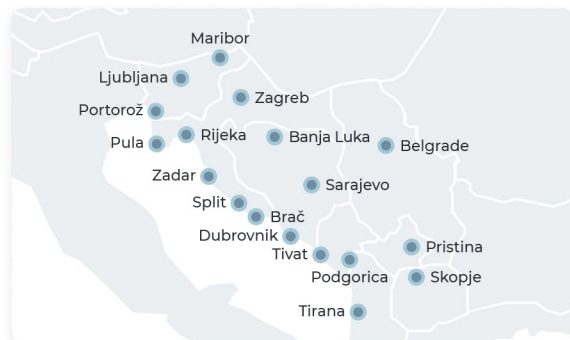 Maribor
Ljubljana
Zagreb
Portorož
Rijeka
Banja Luka
Pula
Belgrade
Zadar
Sarajevo
Split
Brač
Dubrovnik
Pristina
Tivat
Podgorica
Skopje
Tirana